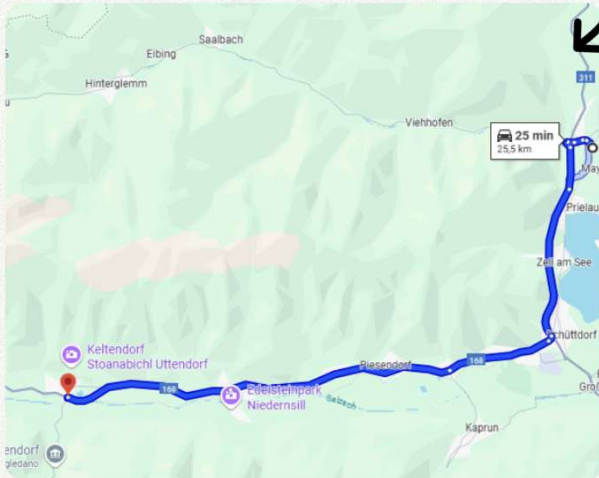 Saalbach
Eibing
Hinterglemm
311
Viehhofen
25 min
25,5 km
May
Prielau
Zell am See
Schüttdorf
Keltendorf
Stoanabichl Uttendorf
Piesendorf
168
168
Edelsteinpark
Niedernsill
Salzach
Kaprun
Groß
endorf
gledano